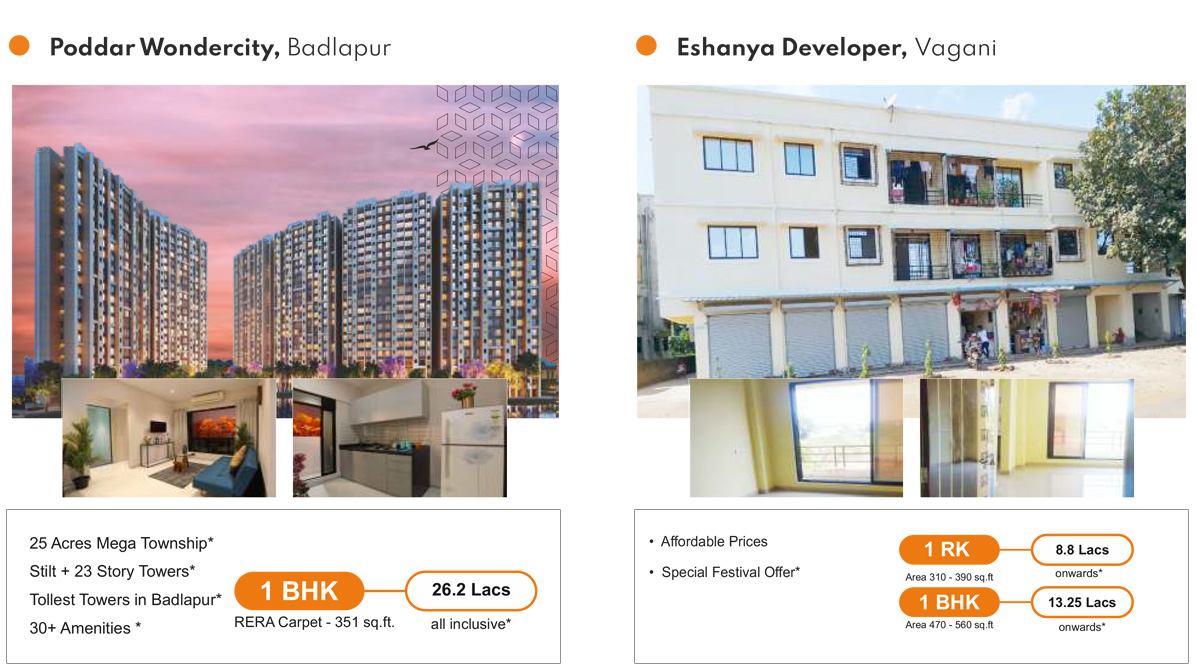 Poddar Wondercity, Badlapur
25 Acres Mega Township*
Stilt + 23 Story Towers*
Tollest Towers in Badlapur*
30+ Amenities *
1 BHK
26.2 Lacs
RERA Carpet - 351 sq.ft.
all inclusive*
Eshanya Developer, Vagani
• Affordable Prices
• Special Festival Offer*
1 RK
8.8 Lacs
Area 310 - 390 sq.ft
onwards*
1 BHK
13.25 Lacs
Area 470 - 560 sq.ft
onwards*